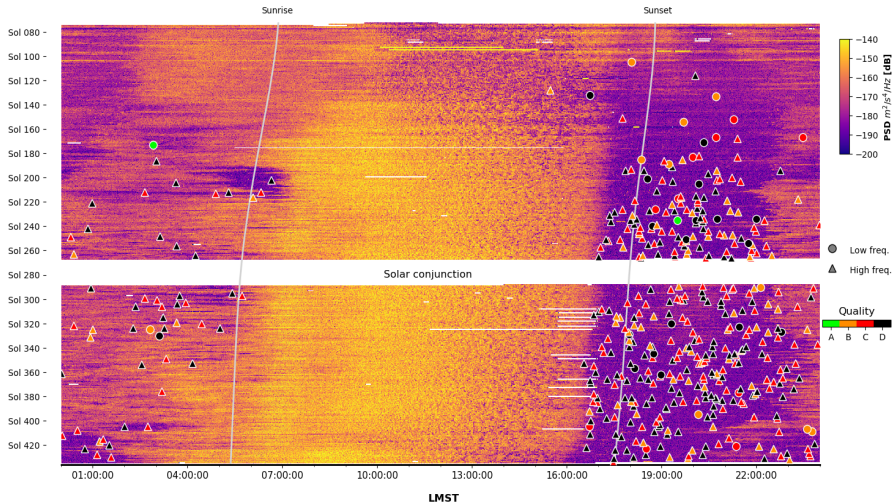 Sunrise
Sunset
Sol 080
Sol 100
Sol 120
Sol 140
Sol 160
Sol 180
Sol 200
Sol 220
Sol 240
Sol 260
Sol 280
Sol 300
Sol 320
Sol 340
Sol 360
Sol 380
Sol 400
Sol 420
Solar conjunction
01:00:00
04:00:00
07:00:00
10:00:00
13:00:00
16:00:00
19:00:00
22:00:00
LMST
−140
−150
−160
−170
−180
−190
−200
PSD m²/s⁴/Hz [dB]
Low freq.
High freq.
Quality
A B C D